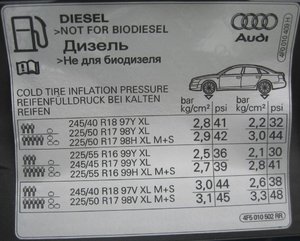 DIESEL
>NOT FOR BIODIESEL
Дизель
>Не для биодизеля
Audi
4F0 010 403 H
COLD TIRE INFLATION PRESSURE
REIFENFÜLLDRUCK BEI KALTEN
REIFEN
bar kg/cm² psi bar kg/cm² psi
245/40 R18 97Y XL 2,8 41 2,2 32
225/50 R17 98Y XL
225/50 R17 98H XL M+S 2,9 42 3,0 44
225/55 R16 99Y XL 2,5 36 2,1 30
245/45 R17 99Y XL
225/55 R16 99H XL M+S 2,7 39 2,8 41
245/40 R18 97V XL M+S 3,0 44 2,6 38
225/50 R17 98V XL M+S 3,1 45 3,3 48
4F5 010 502 RR